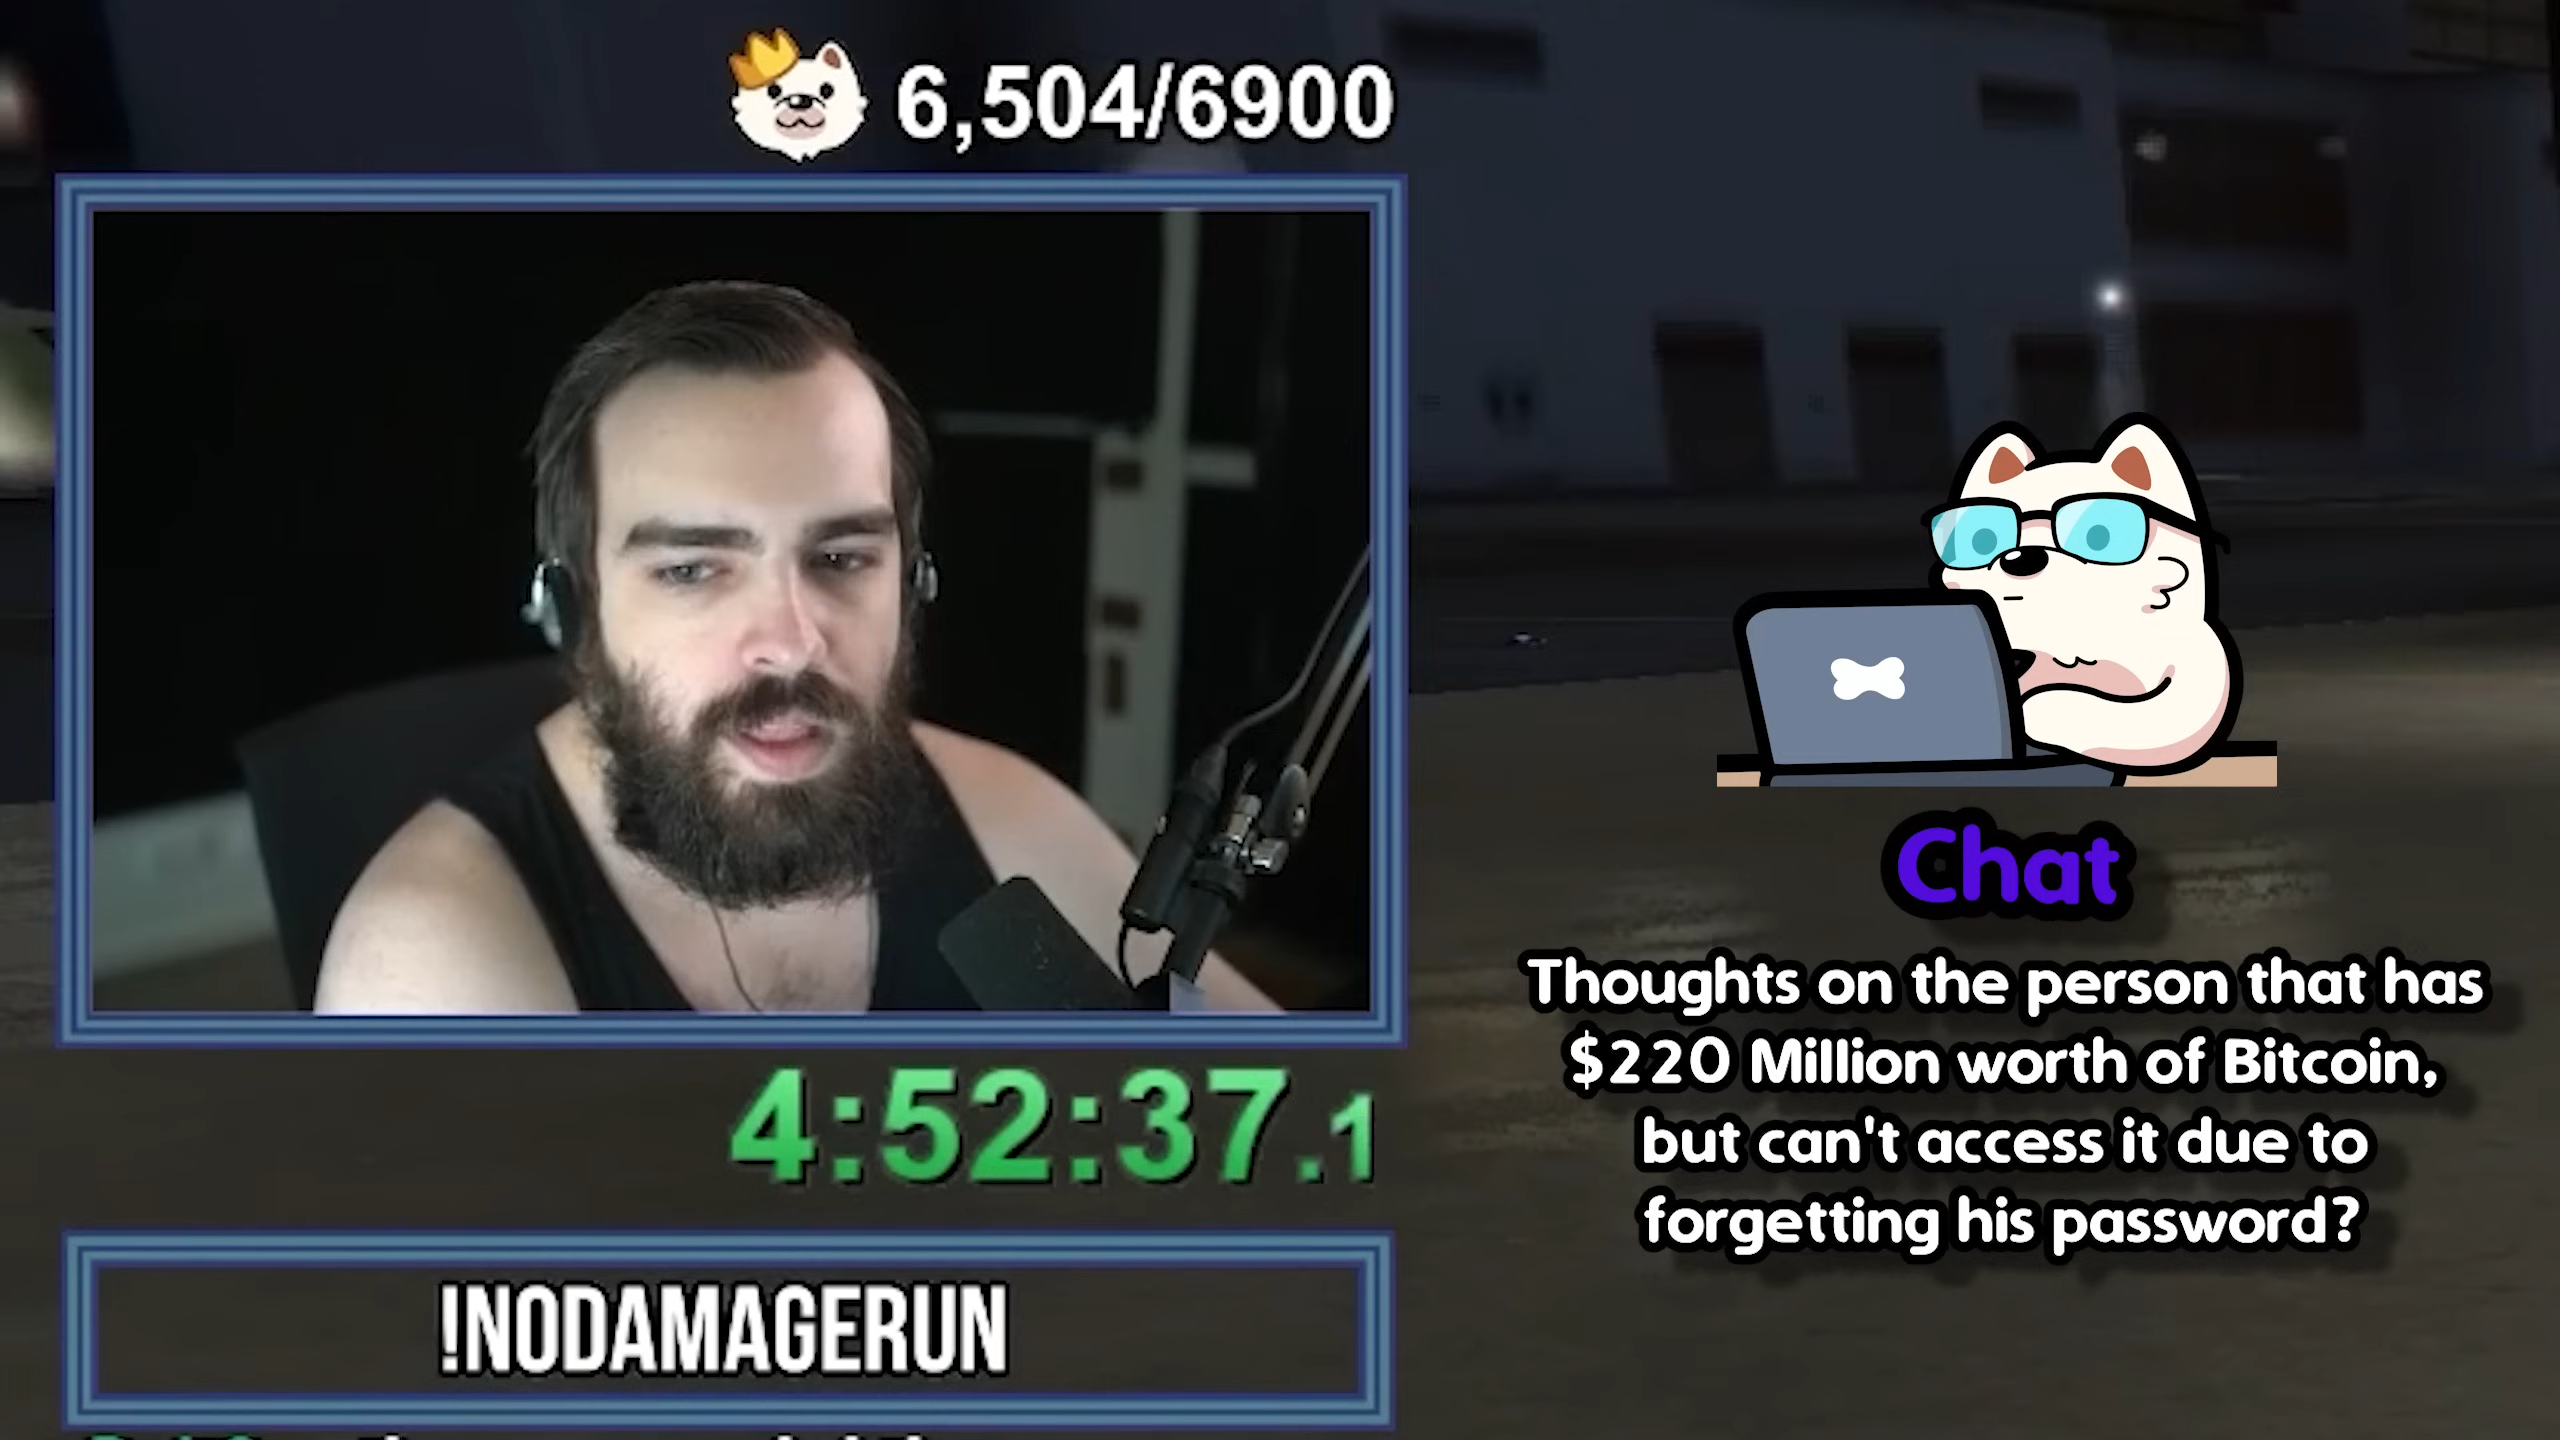 6,504/6900
4:52:37.1
!NODAMAGERUN
Chat
Thoughts on the person that has
$220 Million worth of Bitcoin,
but can't access it due to
forgetting his password?